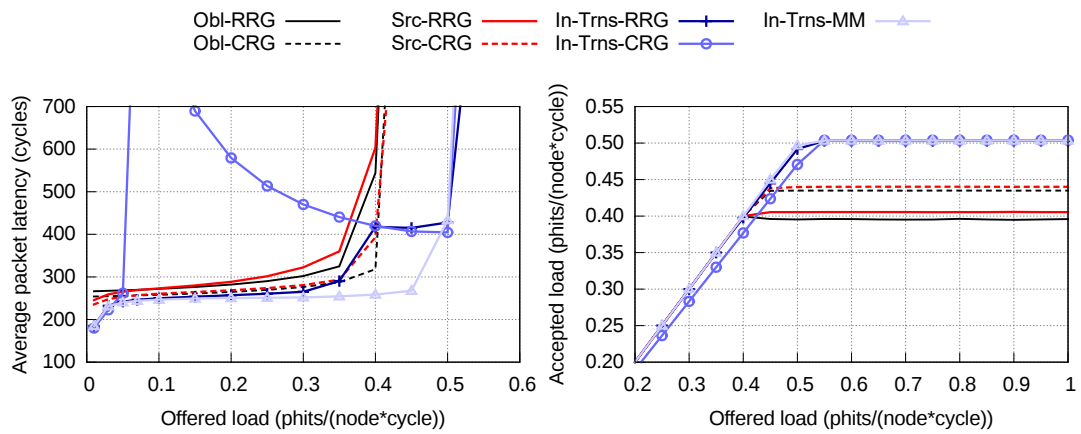 Obl-RRG Src-RRG In-Trns-RRG In-Trns-MM
Obl-CRG Src-CRG In-Trns-CRG
Average packet latency (cycles)
700
600
500
400
300
200
100
0 0.1 0.2 0.3 0.4 0.5 0.6
Offered load (phits/(node*cycle))
Accepted load (phits/(node*cycle))
0.55
0.50
0.45
0.40
0.35
0.30
0.25
0.20
0.2 0.3 0.4 0.5 0.6 0.7 0.8 0.9 1
Offered load (phits/(node*cycle))